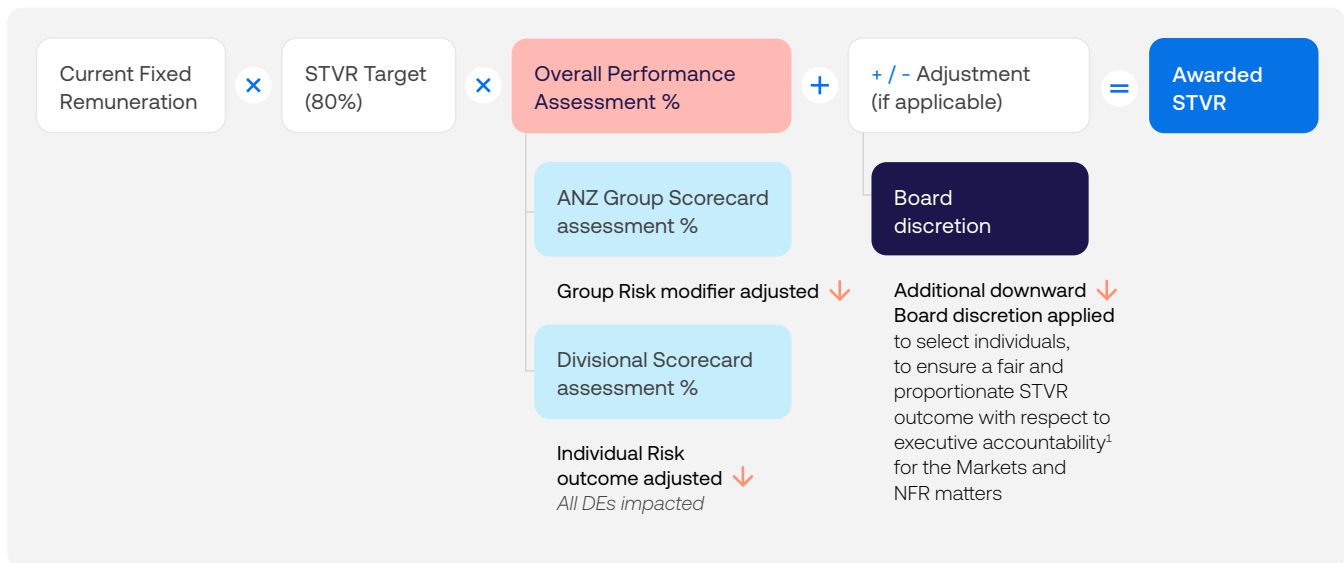 Current Fixed
Remuneration
×
STVR Target
(80%)
×
Overall Performance
Assessment %
+
+ / - Adjustment
(if applicable)
=
Awarded
STVR
ANZ Group Scorecard
assessment %
Group Risk modifier adjusted ↓
Divisional Scorecard
assessment %
Individual Risk
outcome adjusted ↓
All DEs impacted
Board
discretion
Additional downward ↓
Board discretion applied
to select individuals,
to ensure a fair and
proportionate STVR
outcome with respect to
executive accountability¹
for the Markets and
NFR matters